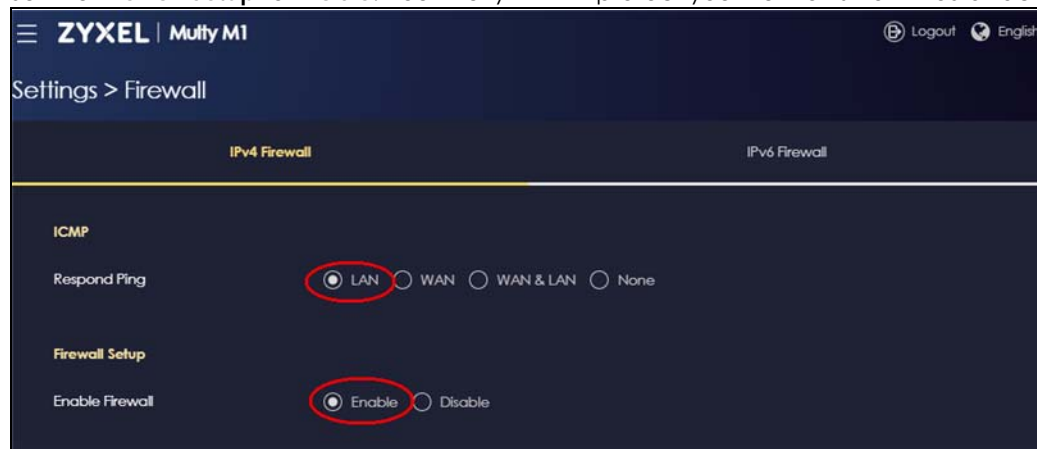 ZYXEL | Multy M1
Logout English
Settings > Firewall
IPv4 Firewall IPv6 Firewall
ICMP
Respond Ping LAN WAN WAN & LAN None
Firewall Setup
Enable Firewall Enable Disable